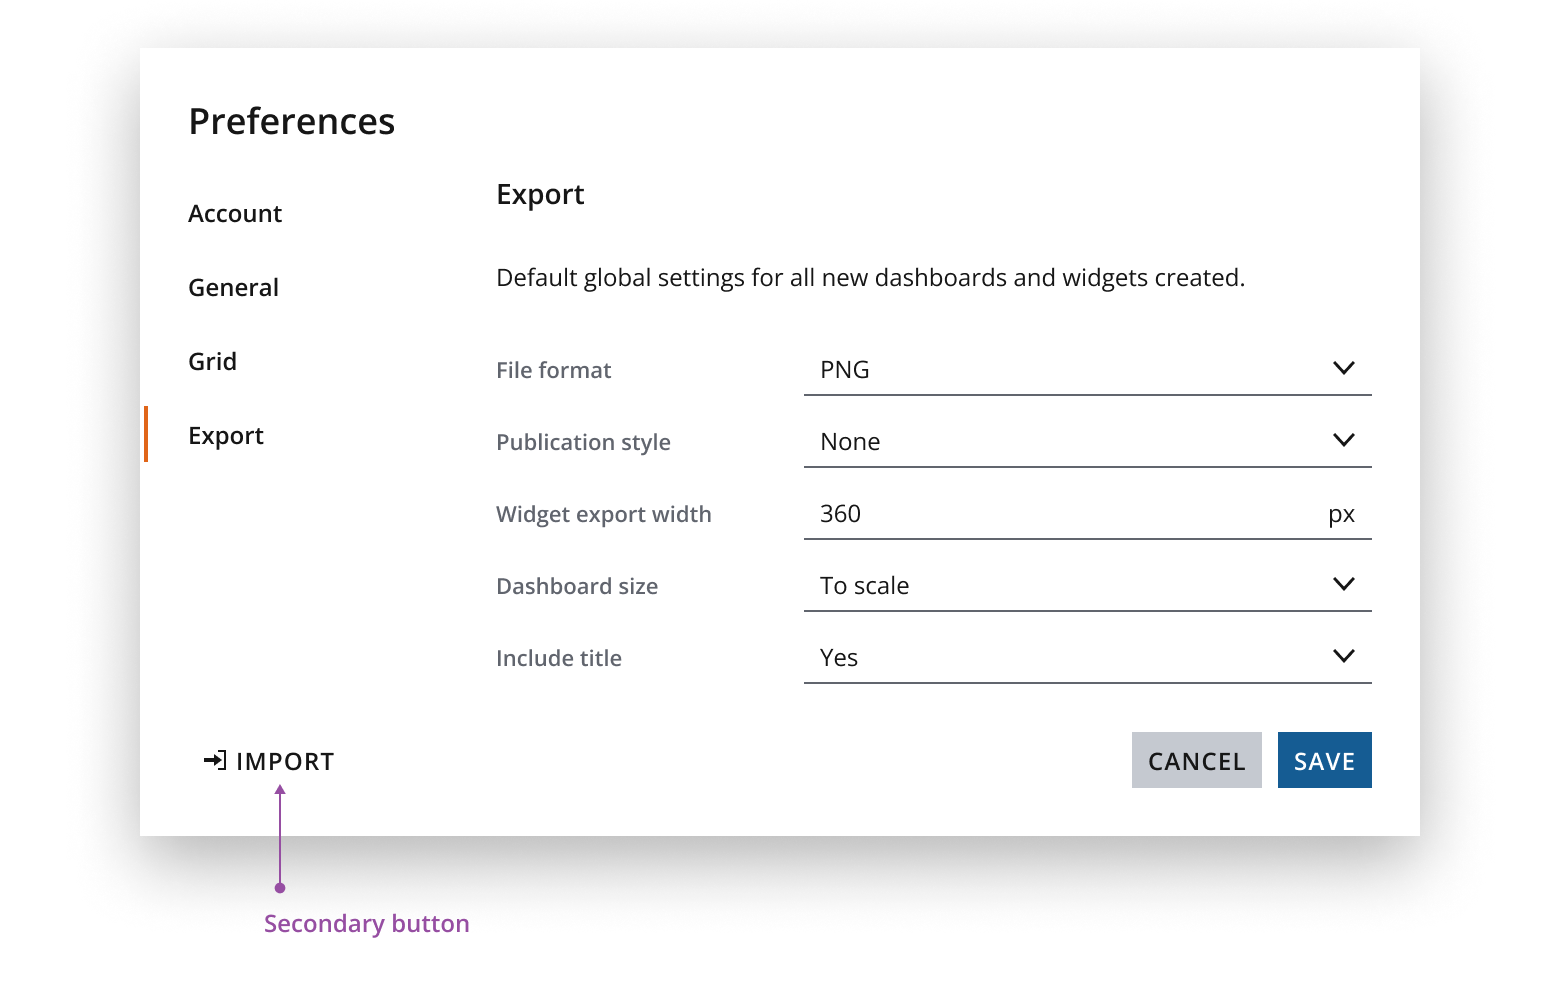 Preferences
Account
General
Grid
Export
Export
Default global settings for all new dashboards and widgets created.
File format PNG
Publication style None
Widget export width 360 px
Dashboard size To scale
Include title Yes
IMPORT CANCEL SAVE
Secondary button